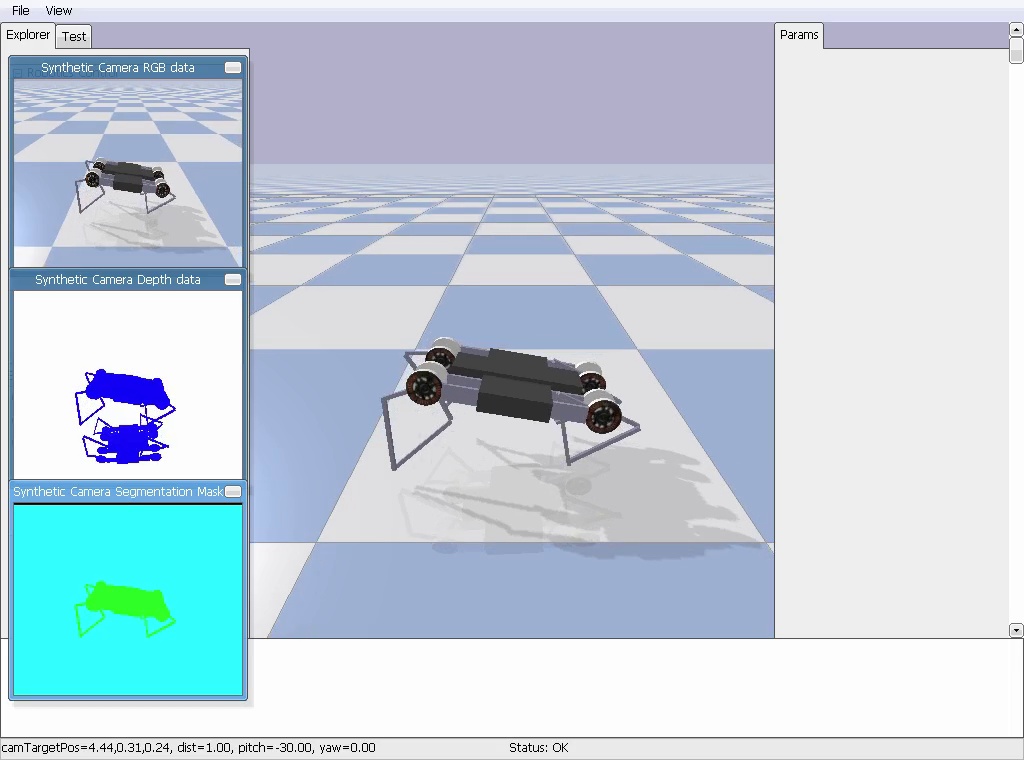 File View
Explorer Test
Params
Synthetic Camera RGB data
Synthetic Camera Depth data
Synthetic Camera Segmentation Mask
camTargetPos=4.44,0.31,0.24, dist=1.00, pitch=-30.00, yaw=0.00
Status: OK